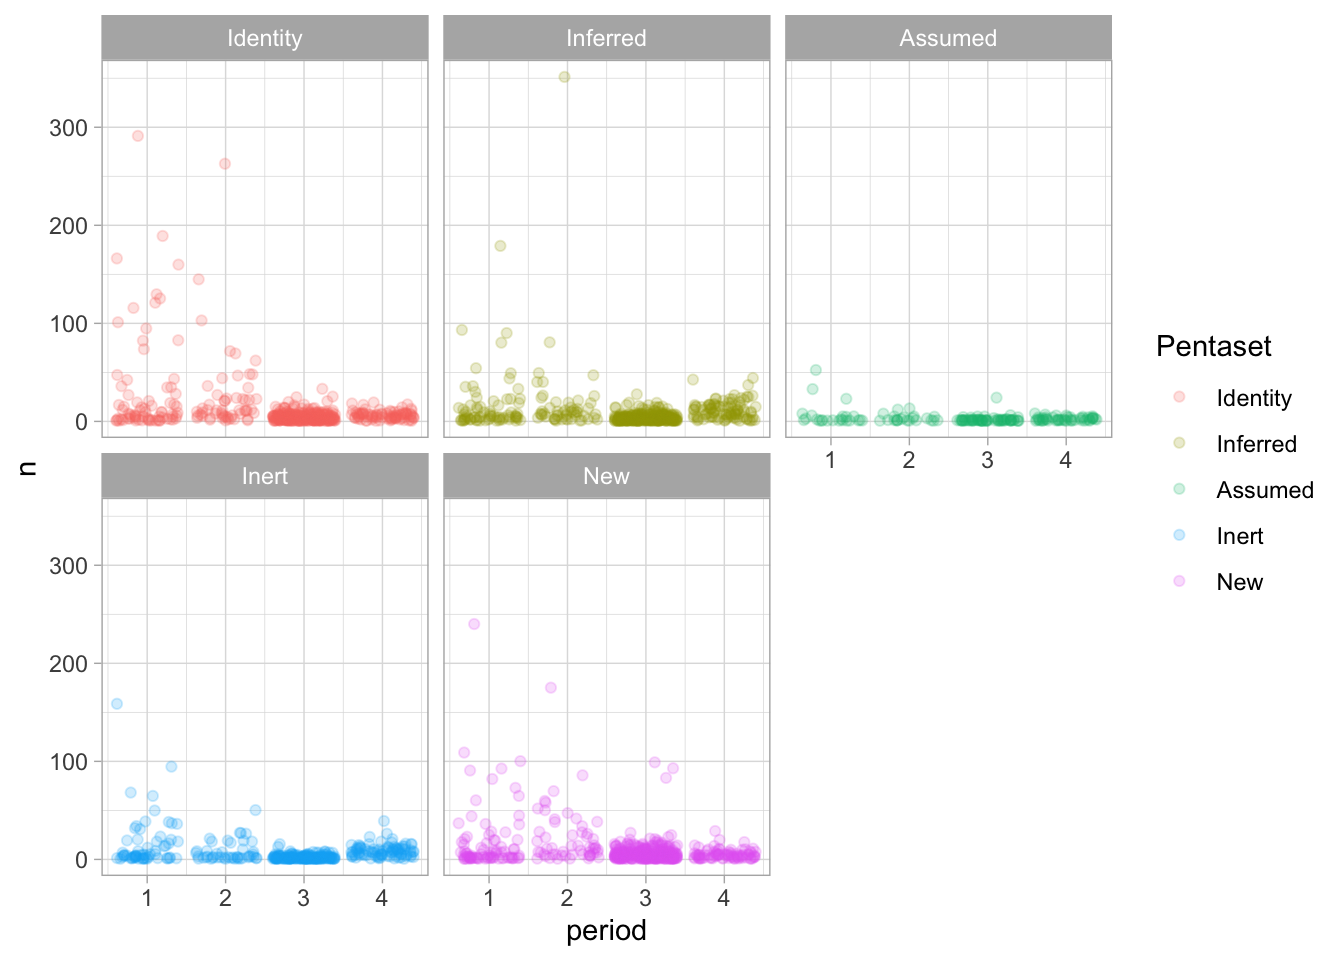 Identity
Inferred
Assumed
300
200
100
0
1 2 3 4
Inert
New
300
200
100
0
1 2 3 4
1 2 3 4
n
period
Pentaset
Identity
Inferred
Assumed
Inert
New